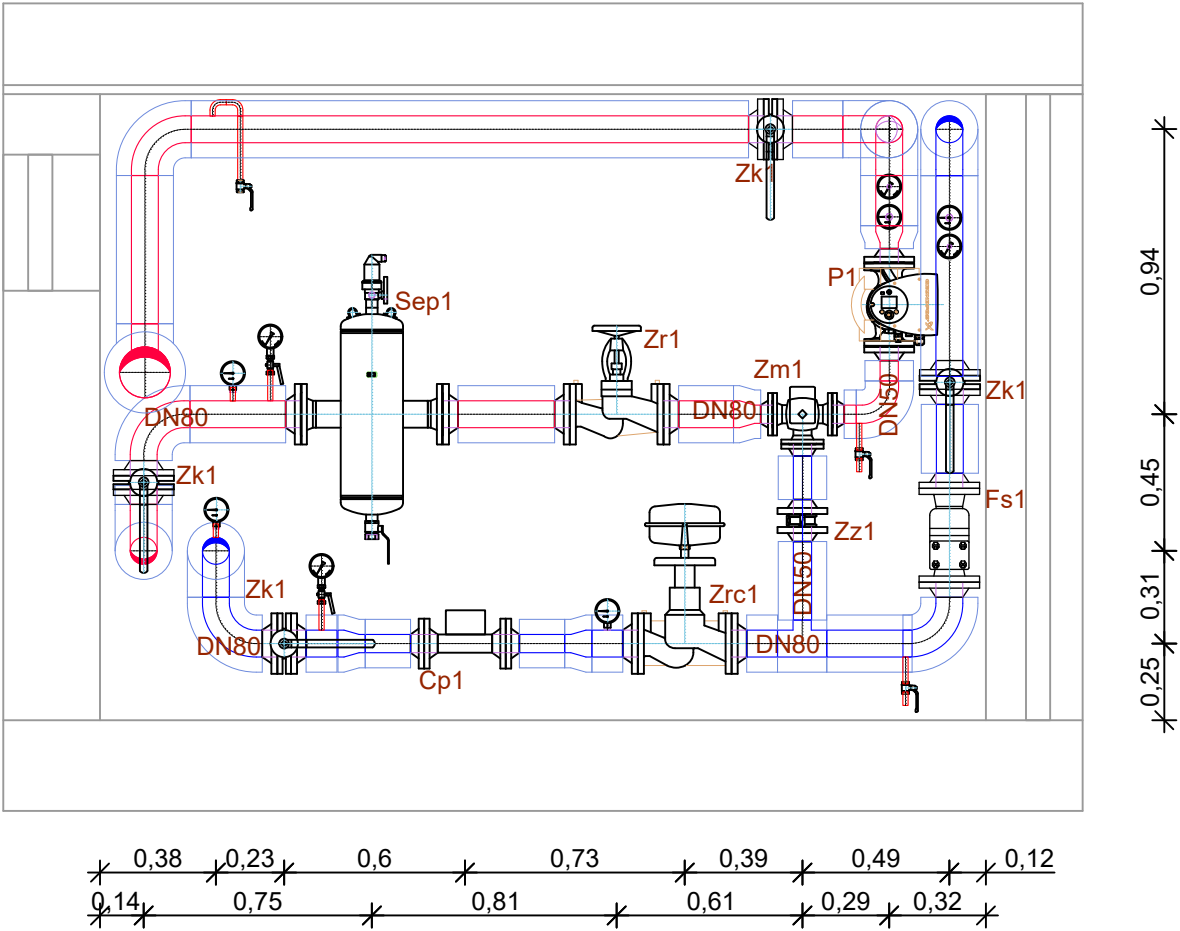 Zk1
P1
0,94
Sep1
Zr1
Zm1
Zk1
DN80
DN80
DN50
Zk1
0,45
Fs1
Zz1
Zk1
DN50
Zrc1
0,31
DN80
DN80
Cp1
0,25
0,38 0,23 0,6 0,73 0,39 0,49 0,12
0,14 0,75 0,81 0,61 0,29 0,32